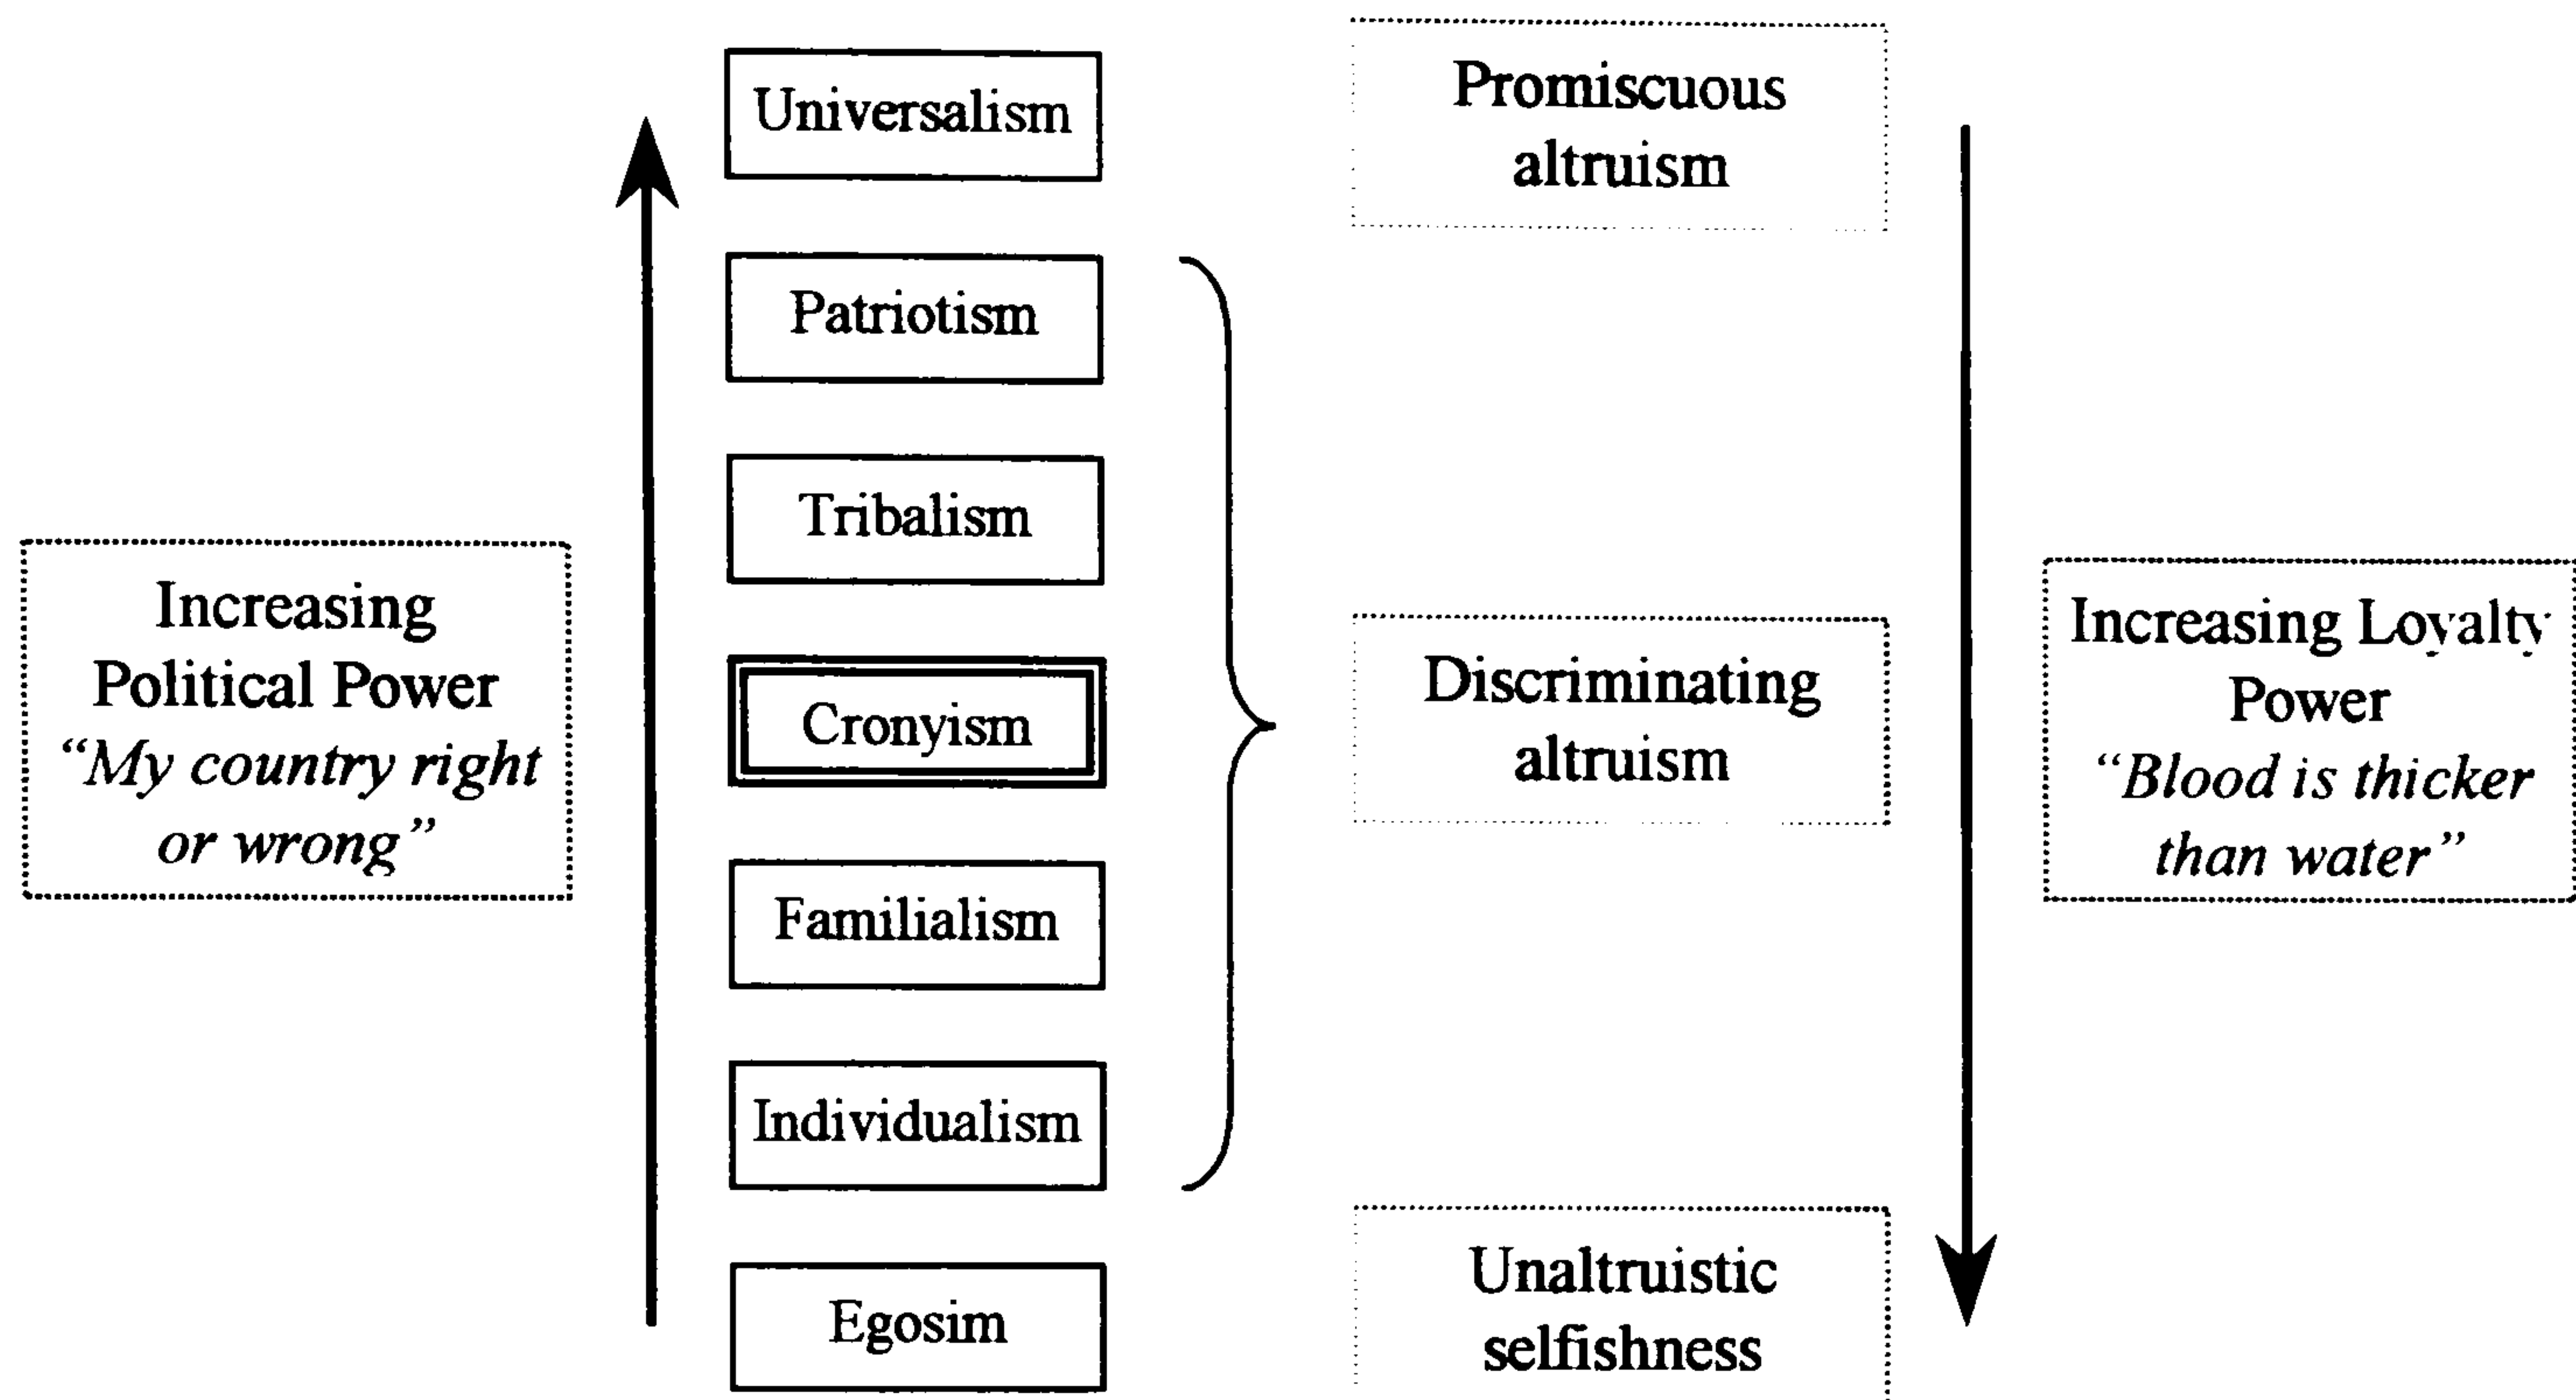 Universalism
Patriotism
Tribalism
Cronyism
Familialism
Individualism
Egosim
Increasing
Political Power
“My country right
or wrong”
Promiscuous
altruism
Discriminating
altruism
Unaltruistic
selfishness
Increasing Loyalty
Power
“Blood is thicker
than water”